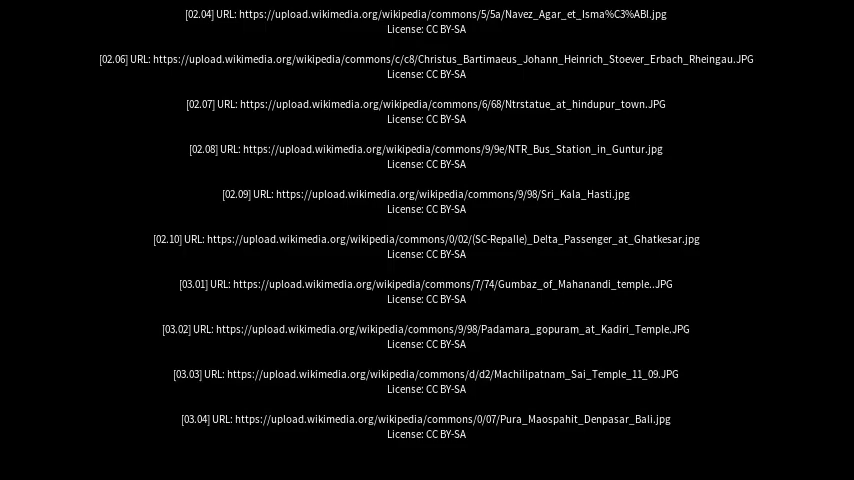 [02.04] URL: https://upload.wikimedia.org/wikipedia/commons/5/5a/Navez_Agar_et_Isma%C3%ABl.jpg
License: CC BY-SA
[02.06] URL: https://upload.wikimedia.org/wikipedia/commons/c/c8/Christus_Bartimaeus_Johann_Heinrich_Stoever_Erbach_Rheingau.JPG
License: CC BY-SA
[02.07] URL: https://upload.wikimedia.org/wikipedia/commons/6/68/Ntrstatue_at_hindupur_town.JPG
License: CC BY-SA
[02.08] URL: https://upload.wikimedia.org/wikipedia/commons/9/9e/NTR_Bus_Station_in_Guntur.jpg
License: CC BY-SA
[02.09] URL: https://upload.wikimedia.org/wikipedia/commons/9/98/Sri_Kala_Hasti.jpg
License: CC BY-SA
[02.10] URL: https://upload.wikimedia.org/wikipedia/commons/0/02/(SC-Repalle)_Delta_Passenger_at_Ghatkesar.jpg
License: CC BY-SA
[03.01] URL: https://upload.wikimedia.org/wikipedia/commons/7/74/Gumbaz_of_Mahanandi_temple..JPG
License: CC BY-SA
[03.02] URL: https://upload.wikimedia.org/wikipedia/commons/9/98/Padamara_gopuram_at_Kadiri_Temple.JPG
License: CC BY-SA
[03.03] URL: https://upload.wikimedia.org/wikipedia/commons/d/d2/Machilipatnam_Sai_Temple_11_09.JPG
License: CC BY-SA
[03.04] URL: https://upload.wikimedia.org/wikipedia/commons/0/07/Pura_Maospahit_Denpasar_Bali.jpg
License: CC BY-SA